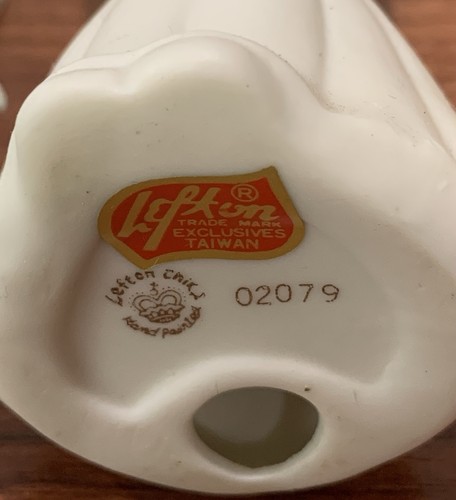 Lefton ®
TRADE MARK
EXCLUSIVES
TAIWAN
Lefton China
Hand Painted
02079